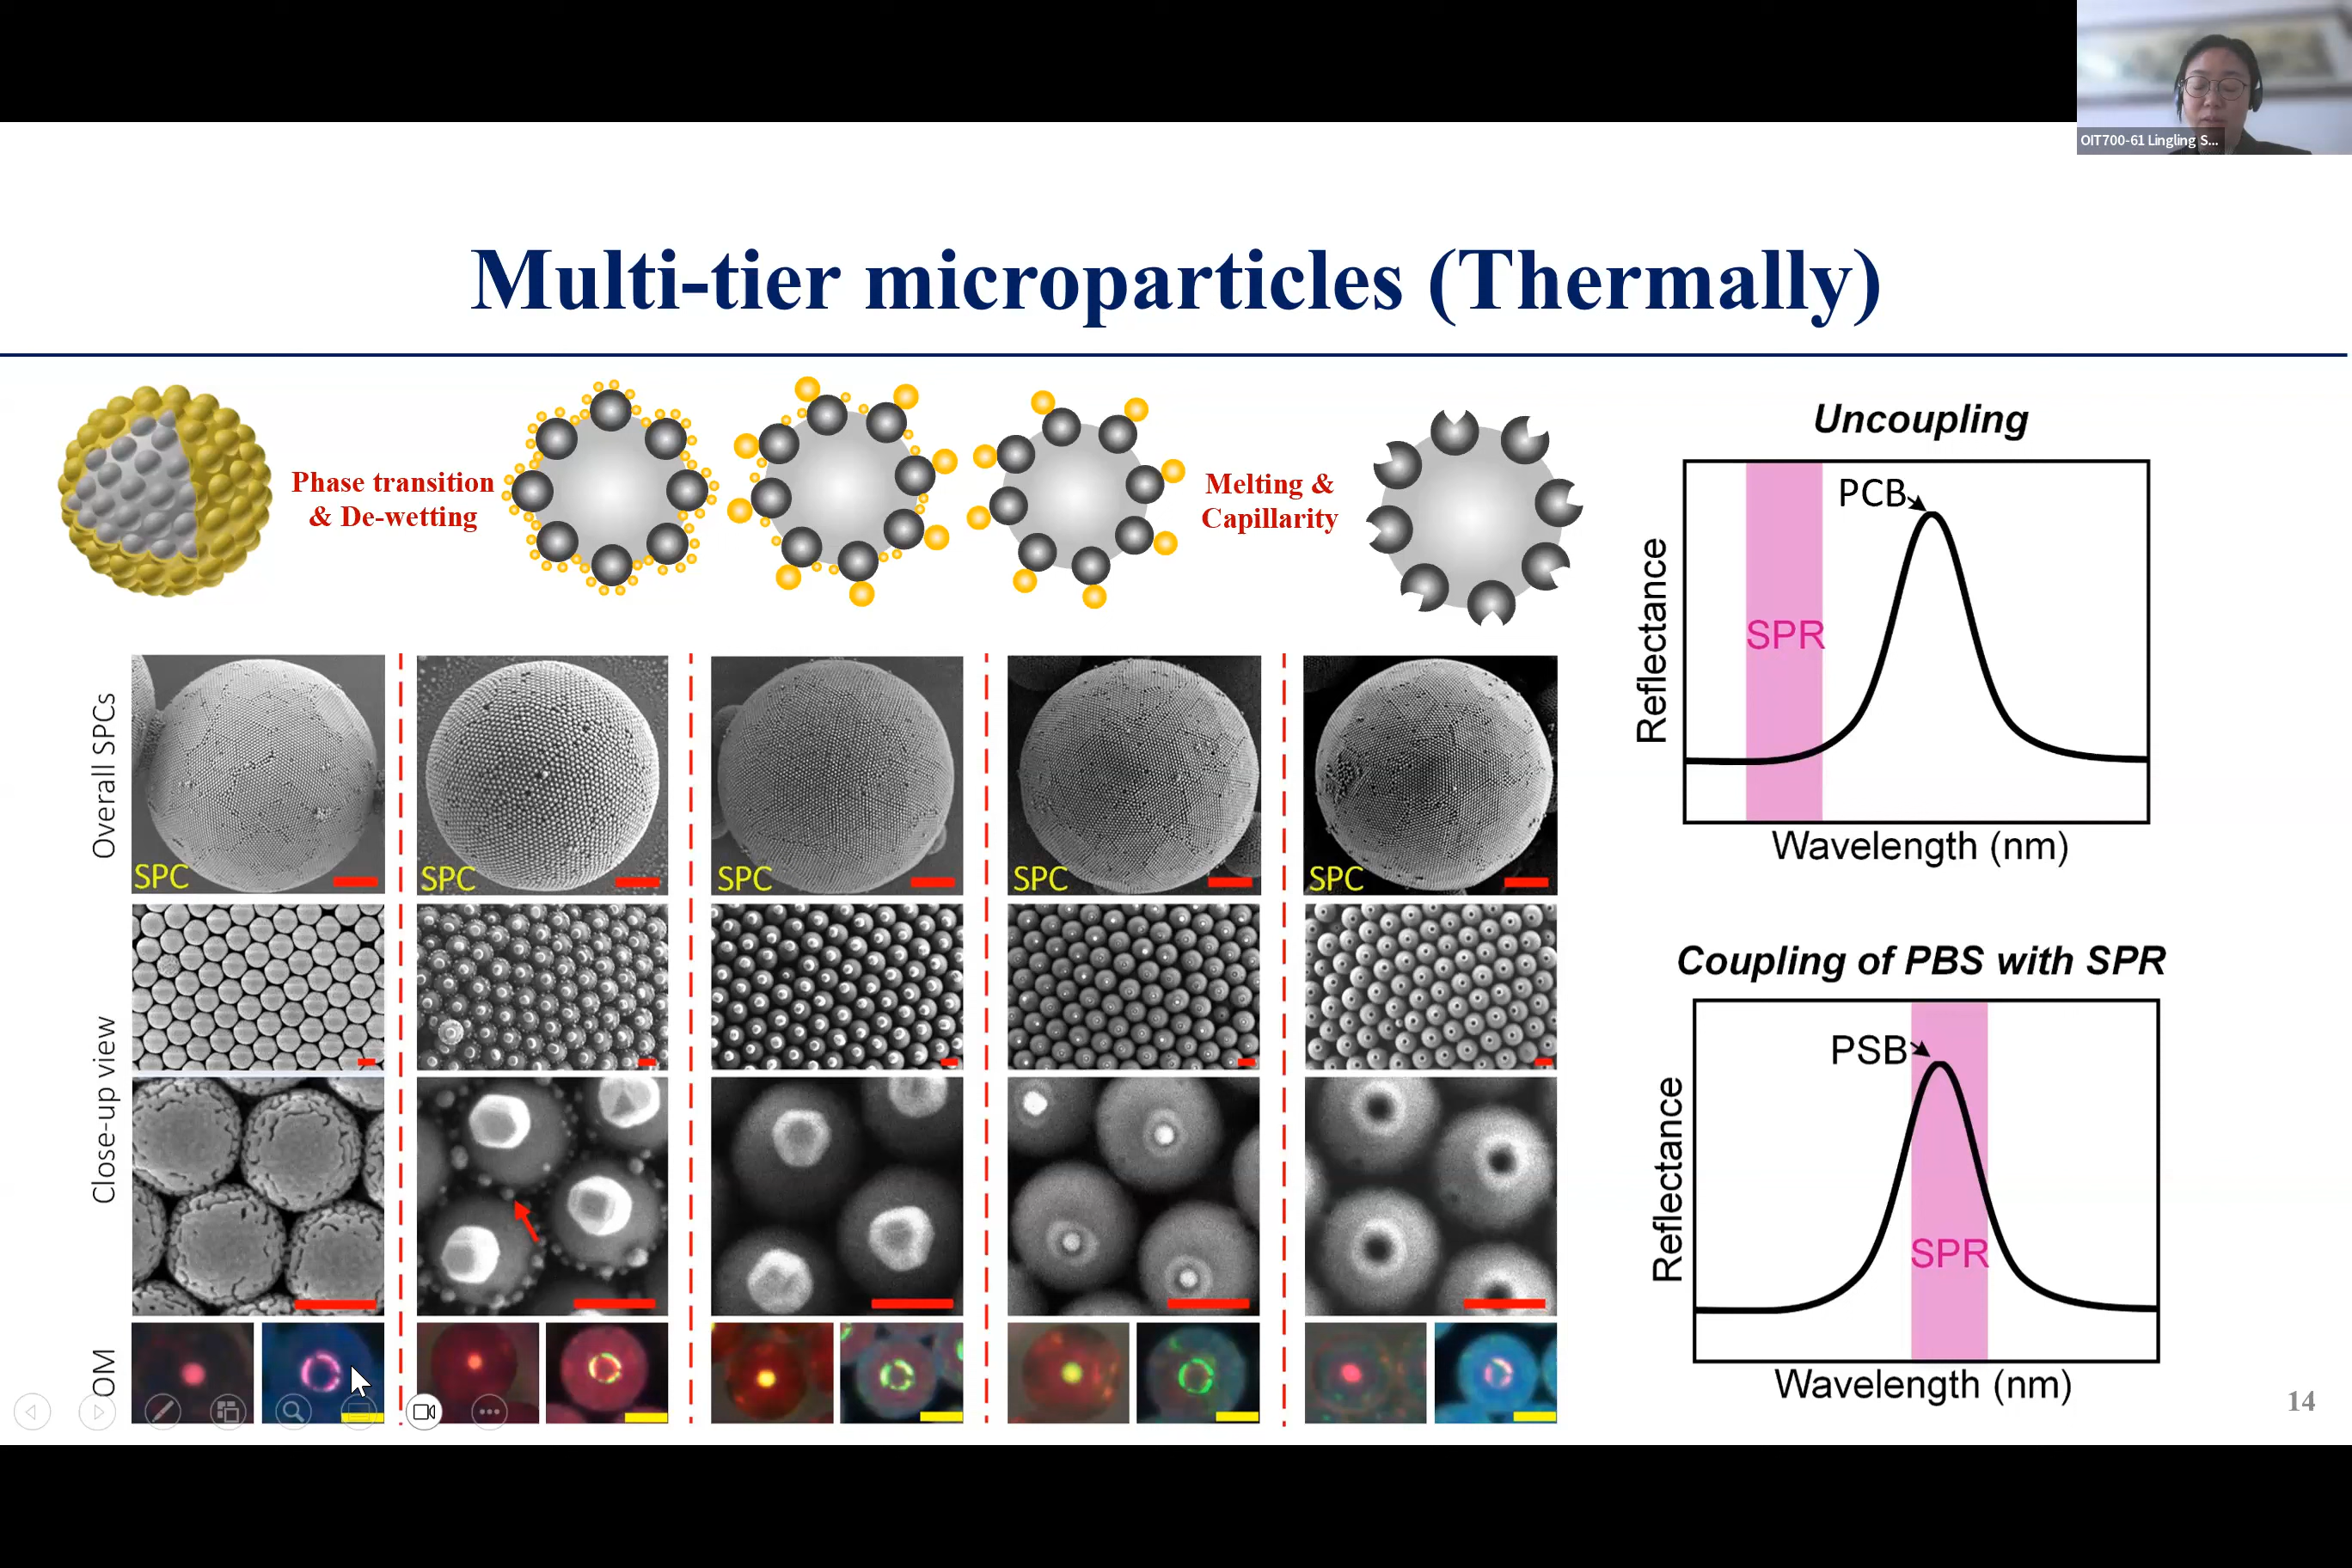 OIT700-61 Lingling S...
Multi-tier microparticles (Thermally)
Phase transition
& De-wetting
Melting &
Capillarity
Overall SPCs
SPC
SPC
SPC
SPC
SPC
Close-up view
OM
Uncoupling
PCB
SPR
Reflectance
Wavelength (nm)
Coupling of PBS with SPR
PSB
SPR
Reflectance
Wavelength (nm)
14